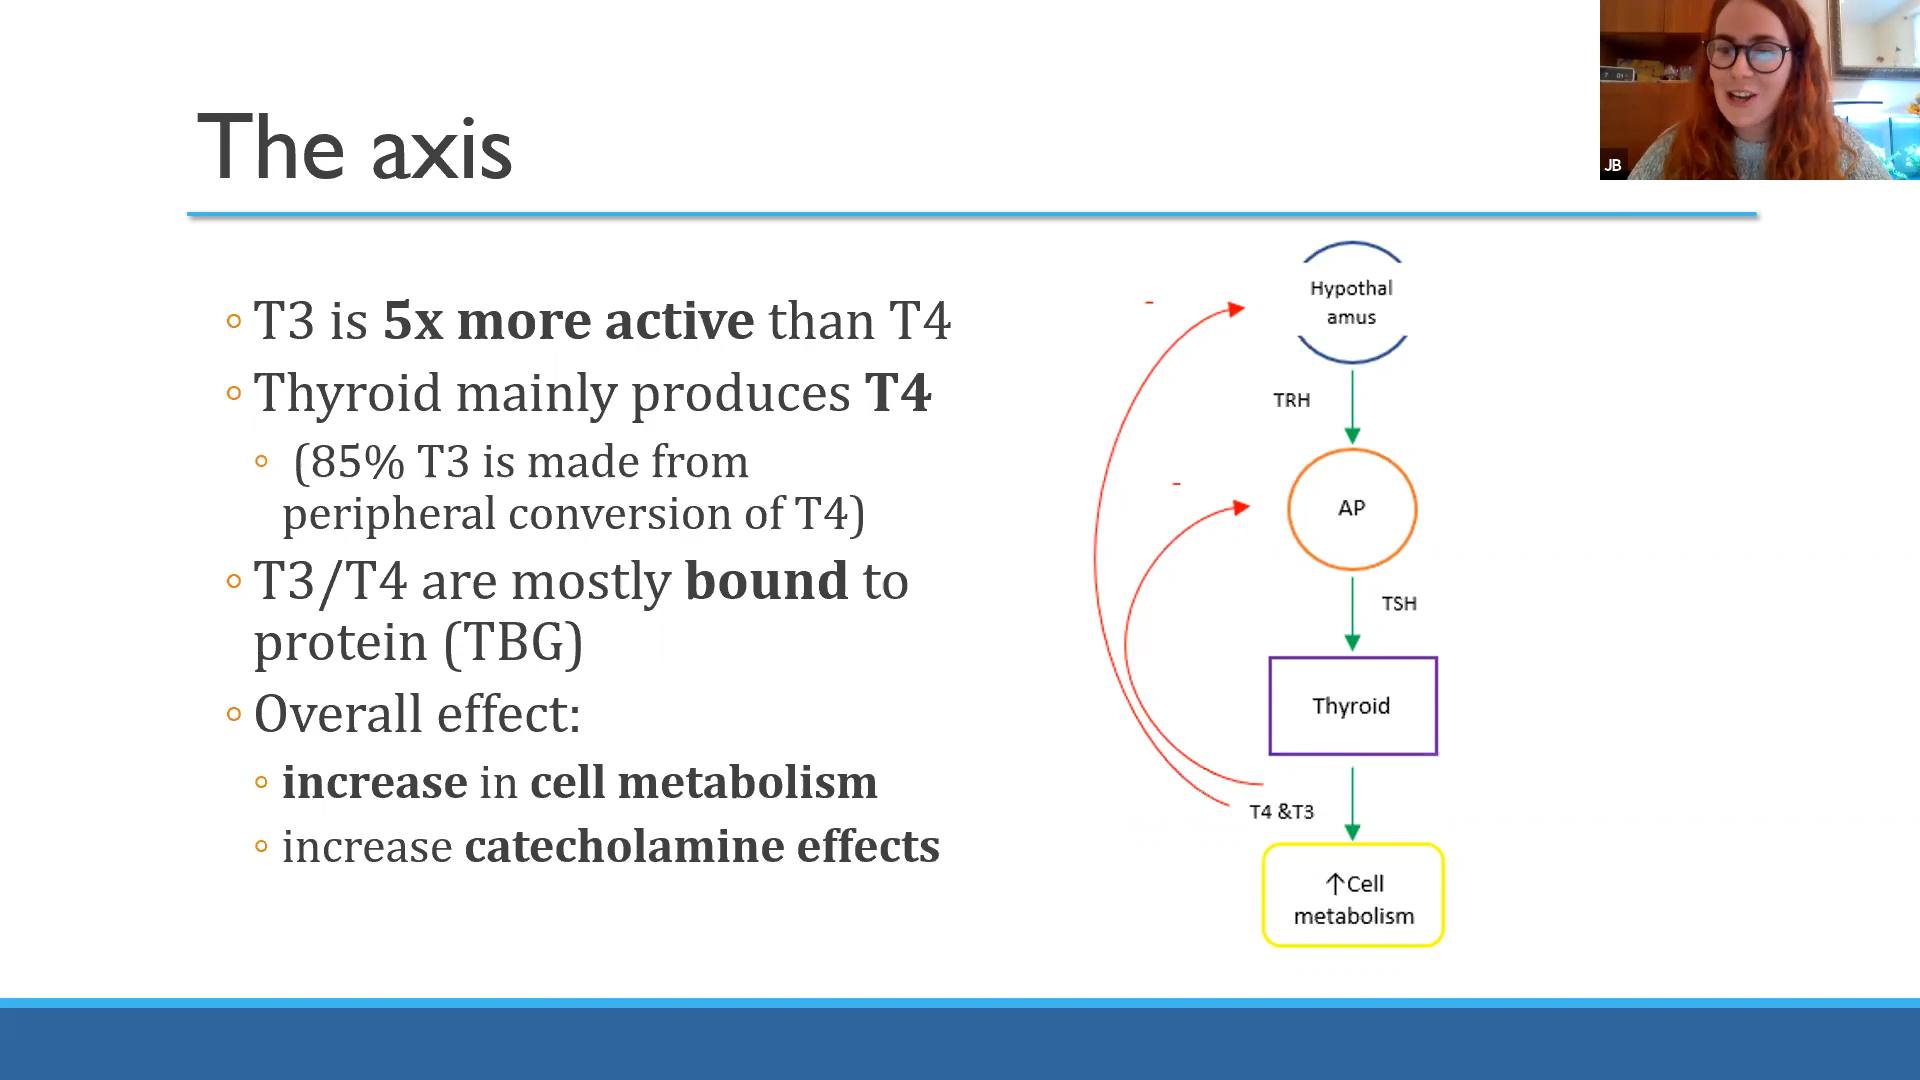 The axis
JB
◦ T3 is 5x more active than T4
◦ Thyroid mainly produces T4
◦ (85% T3 is made from
peripheral conversion of T4)
◦ T3/T4 are mostly bound to
protein (TBG)
◦ Overall effect:
◦ increase in cell metabolism
◦ increase catecholamine effects
-
Hypothal
amus
TRH
-
AP
TSH
Thyroid
T4 &T3
↑Cell
metabolism